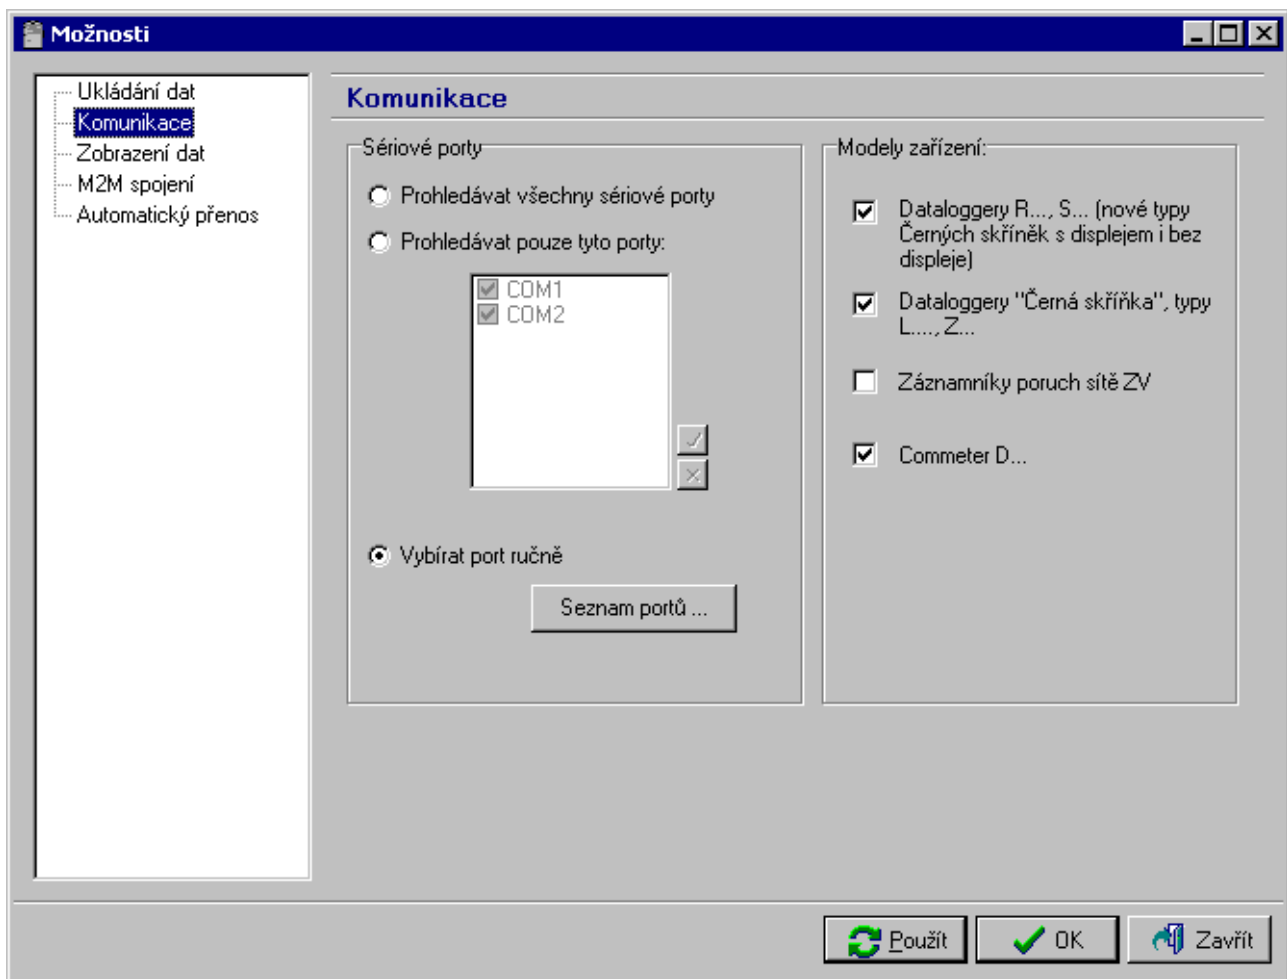 Možnosti
Ukládání dat
Komunikace
Zobrazení dat
M2M spojení
Automatický přenos
Komunikace
Sériové porty
Prohledávat všechny sériové porty
Prohledávat pouze tyto porty:
COM1
COM2
Vybírat port ručně
Seznam portů ...
Modely zařízení:
Dataloggery R..., S... (nové typy
Černých skříněk s displejem i bez
displeje)
Dataloggery "Černá skříňka", typy
L...., Z...
Záznamníky poruch sítě ZV
Commeter D...
Použít
OK
Zavřít